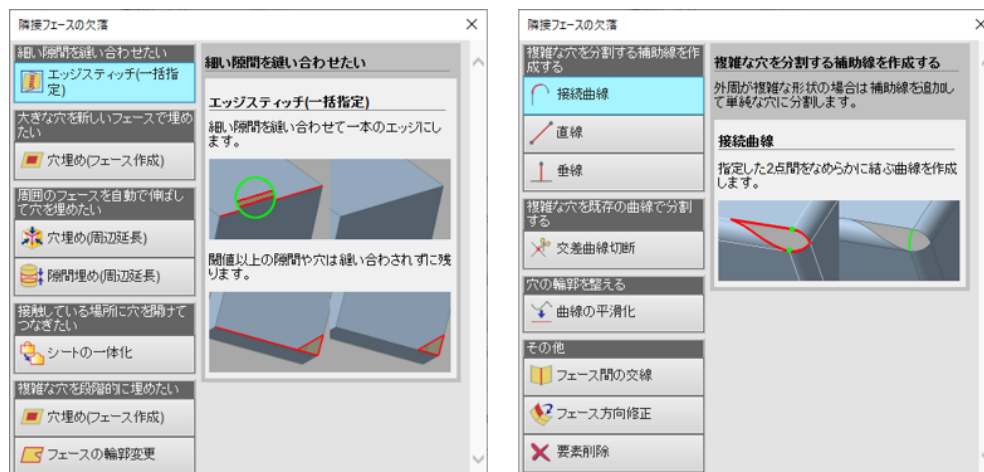 隣接フェースの欠落
細い隙間を縫い合わせたい
エッジスティッチ(一括指
定)
大きな穴を新しいフェースで埋め
たい
穴埋め(フェース作成)
周囲のフェースを自動で伸ばし
て穴を埋めたい
穴埋め(周辺延長)
隙間埋め(周辺延長)
接触している場所に穴を開けて
つなぎたい
シートの一体化
複雑な穴を段階的に埋めたい
穴埋め(フェース作成)
フェースの輪郭変更
細い隙間を縫い合わせたい
エッジスティッチ(一括指定)
細い隙間を縫い合わせて一本のエッジにし
ます。
閾値以上の隙間や穴は縫い合わされずに残
ります。
隣接フェースの欠落
複雑な穴を分割する補助線を作
成する
接続曲線
直線
垂線
複雑な穴を既存の曲線で分割
する
交差曲線切断
穴の輪郭を整える
曲線の平滑化
その他
フェース間の交線
フェース方向修正
要素削除
複雑な穴を分割する補助線を作成する
外周が複雑な形状の場合は補助線を追加し
て単純な穴に分割します。
接続曲線
指定した2点間をなめらかに結ぶ曲線を作成
します。